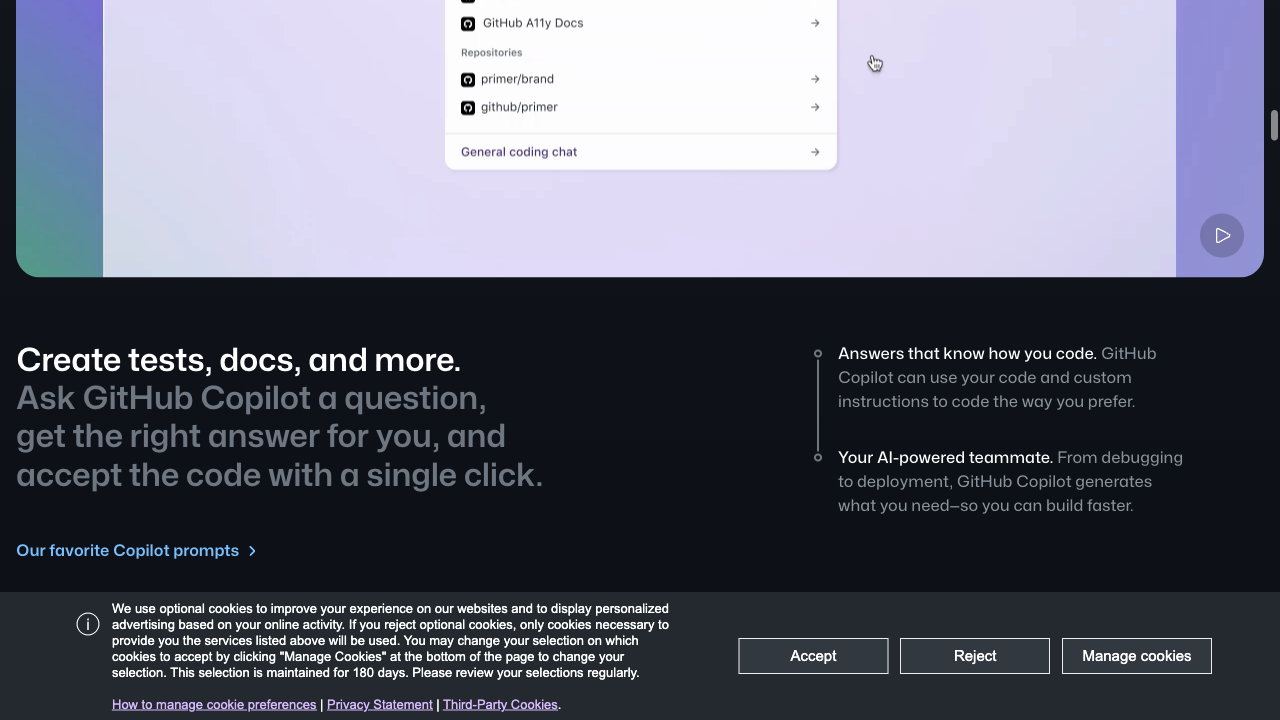 GitHub A11y Docs
Repositories
primer/brand
github/primer
General coding chat
Create tests, docs, and more.
Ask GitHub Copilot a question,
get the right answer for you, and
accept the code with a single click.
Our favorite Copilot prompts
Answers that know how you code. GitHub
Copilot can use your code and custom
instructions to code the way you prefer.
Your AI-powered teammate. From debugging
to deployment, GitHub Copilot generates
what you need—so you can build faster.
We use optional cookies to improve your experience on our websites and to display personalized
advertising based on your online activity. If you reject optional cookies, only cookies necessary to
provide you the services listed above will be used. You may change your selection on which
cookies to accept by clicking "Manage Cookies" at the bottom of the page to change your
selection. This selection is maintained for 180 days. Please review your selections regularly.
How to manage cookie preferences | Privacy Statement | Third-Party Cookies.
Accept
Reject
Manage cookies